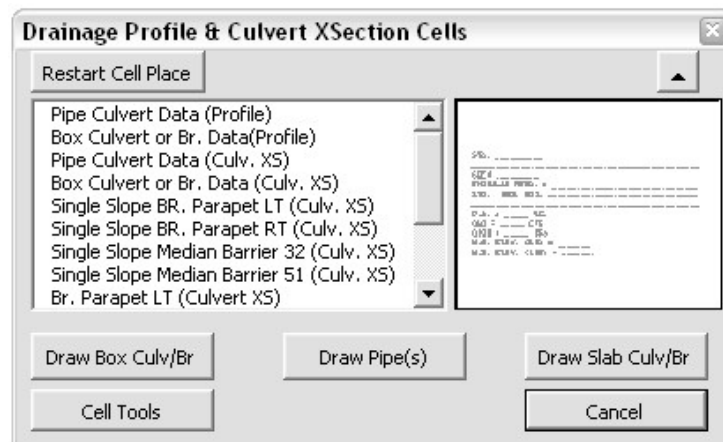 Drainage Profile & Culvert XSection Cells
Restart Cell Place
Pipe Culvert Data (Profile)
Box Culvert or Br. Data(Profile)
Pipe Culvert Data (Culv. XS)
Box Culvert or Br. Data (Culv. XS)
Single Slope BR. Parapet LT (Culv. XS)
Single Slope BR. Parapet RT (Culv. XS)
Single Slope Median Barrier 32 (Culv. XS)
Single Slope Median Barrier 51 (Culv. XS)
Br. Parapet LT (Culvert XS)
STA.
Draw Box Culv/Br
Draw Pipe(s)
Draw Slab Culv/Br
Cell Tools
Cancel